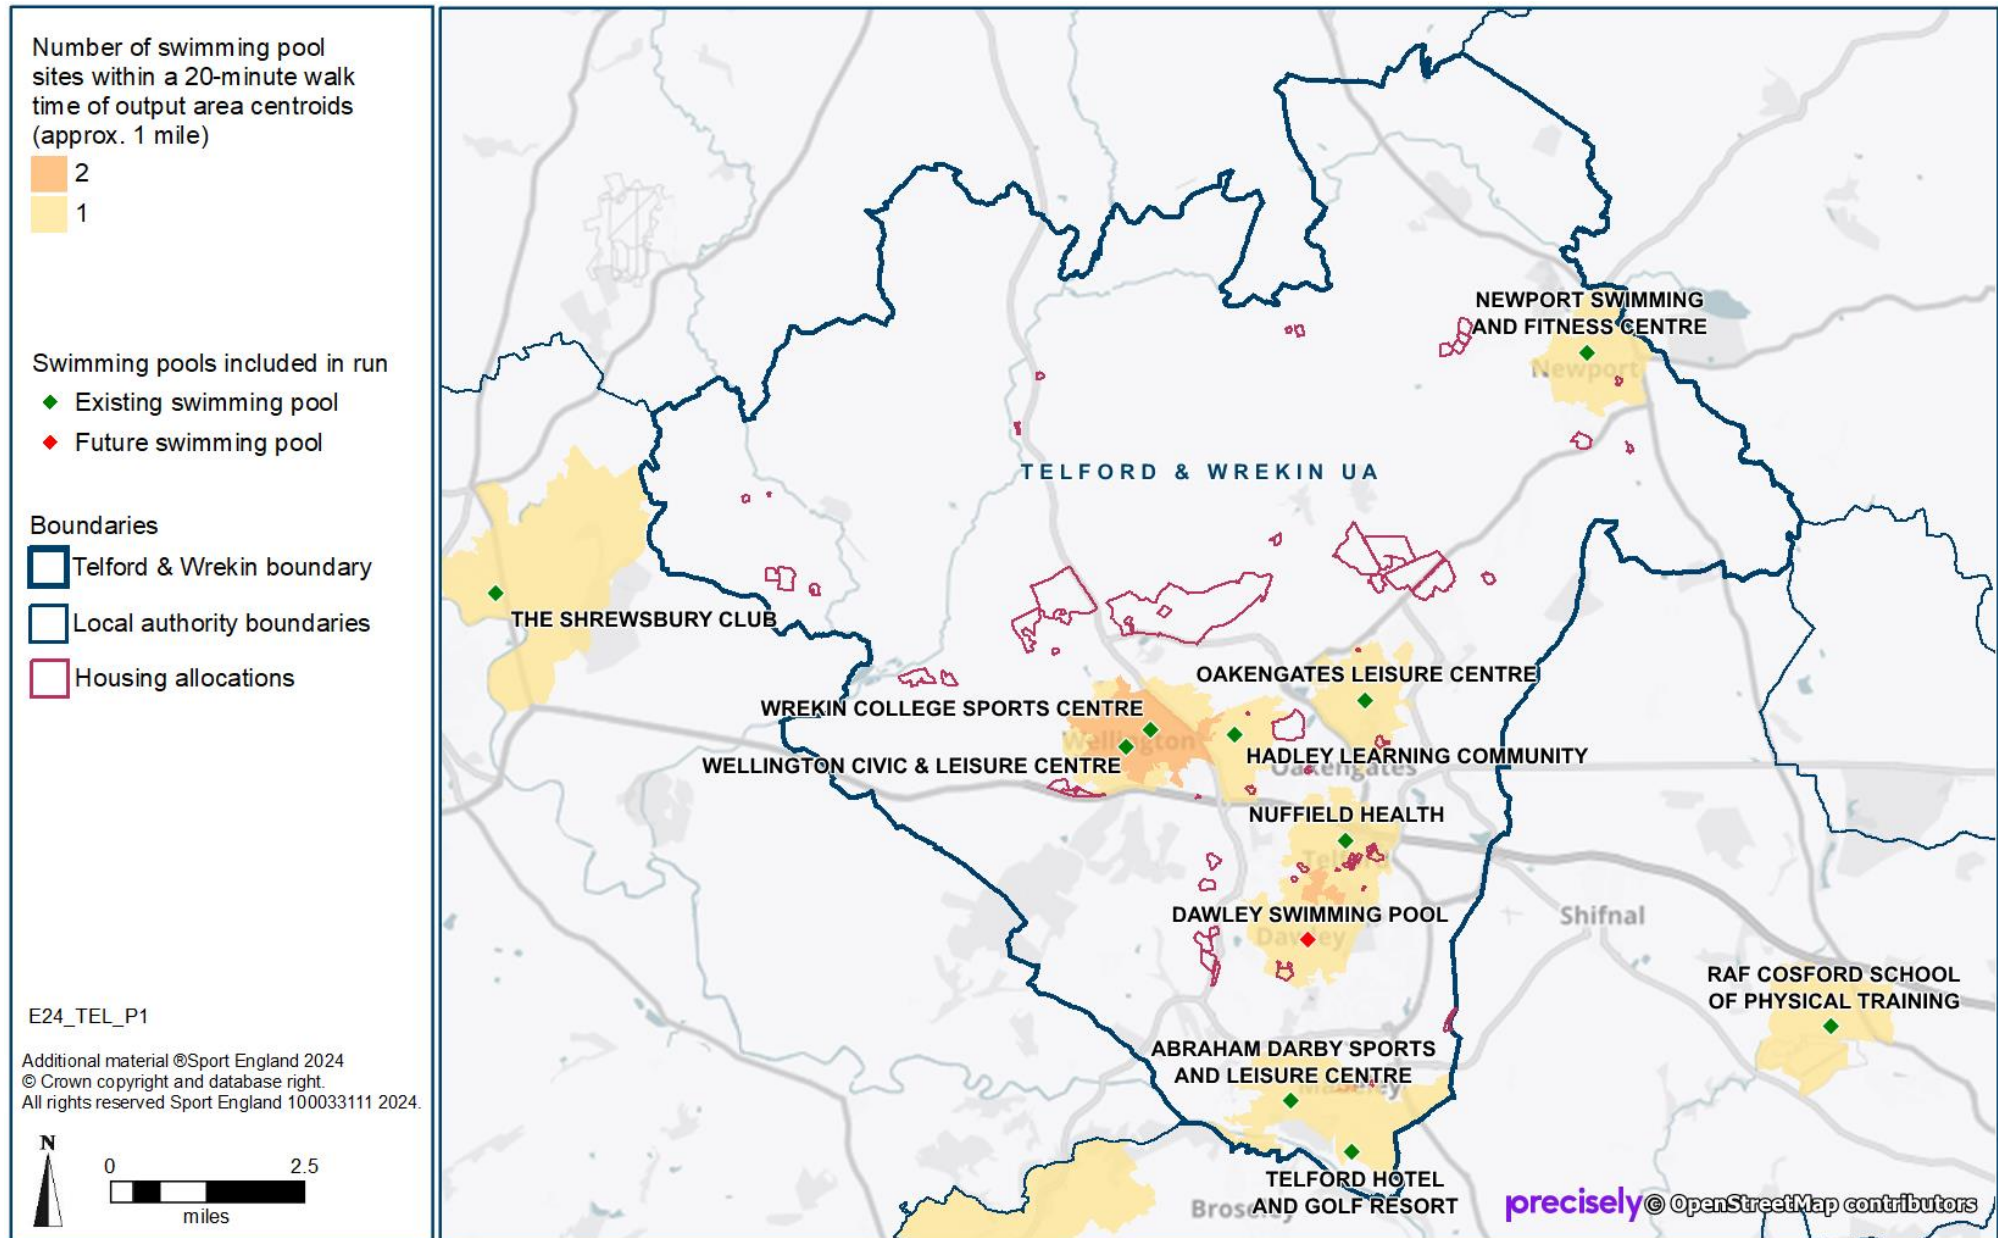 Number of swimming pool
sites within a 20-minute walk
time of output area centroids
(approx. 1 mile)
2
1
Swimming pools included in run
Existing swimming pool
Future swimming pool
Boundaries
Telford & Wrekin boundary
Local authority boundaries
Housing allocations
E24_TEL_P1
Additional material ®Sport England 2024
© Crown copyright and database right.
All rights reserved Sport England 100033111 2024.
N
0 2.5
miles
NEWPORT SWIMMING
AND FITNESS CENTRE
Newport
TELFORD & WREKIN UA
THE SHREWSBURY CLUB
OAKENGATES LEISURE CENTRE
WREKIN COLLEGE SPORTS CENTRE
Wellington
WELLINGTON CIVIC & LEISURE CENTRE
HADLEY LEARNING COMMUNITY
Oakengates
NUFFIELD HEALTH
Telford
DAWLEY SWIMMING POOL
Dawley
Shifnal
RAF COSFORD SCHOOL
OF PHYSICAL TRAINING
ABRAHAM DARBY SPORTS
AND LEISURE CENTRE
Madeley
TELFORD HOTEL
AND GOLF RESORT
Broseley
precisely © OpenStreetMap contributors